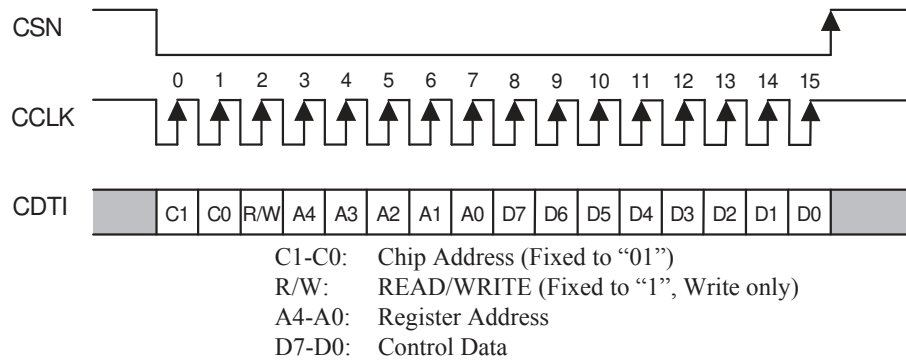 CSN
0 1 2 3 4 5 6 7 8 9 10 11 12 13 14 15
CCLK
CDTI C1 C0 R/W A4 A3 A2 A1 A0 D7 D6 D5 D4 D3 D2 D1 D0
C1-C0: Chip Address (Fixed to “01”)
R/W: READ/WRITE (Fixed to “1”, Write only)
A4-A0: Register Address
D7-D0: Control Data